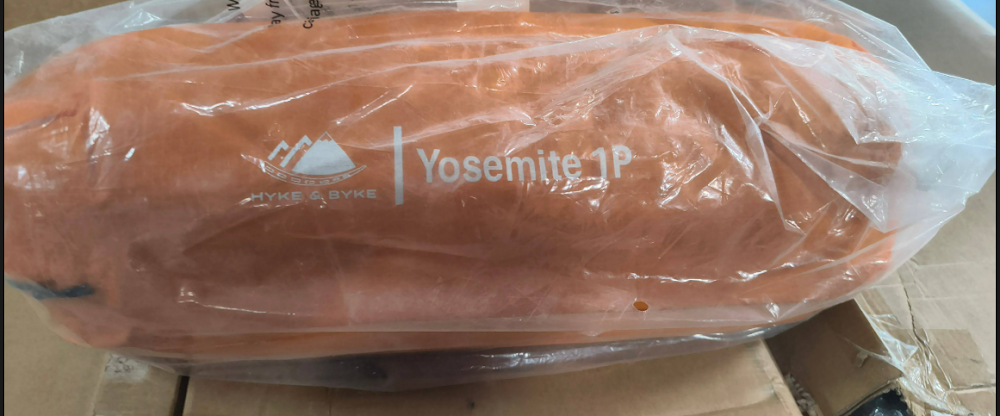 HYKE & BYKE
Yosemite 1P